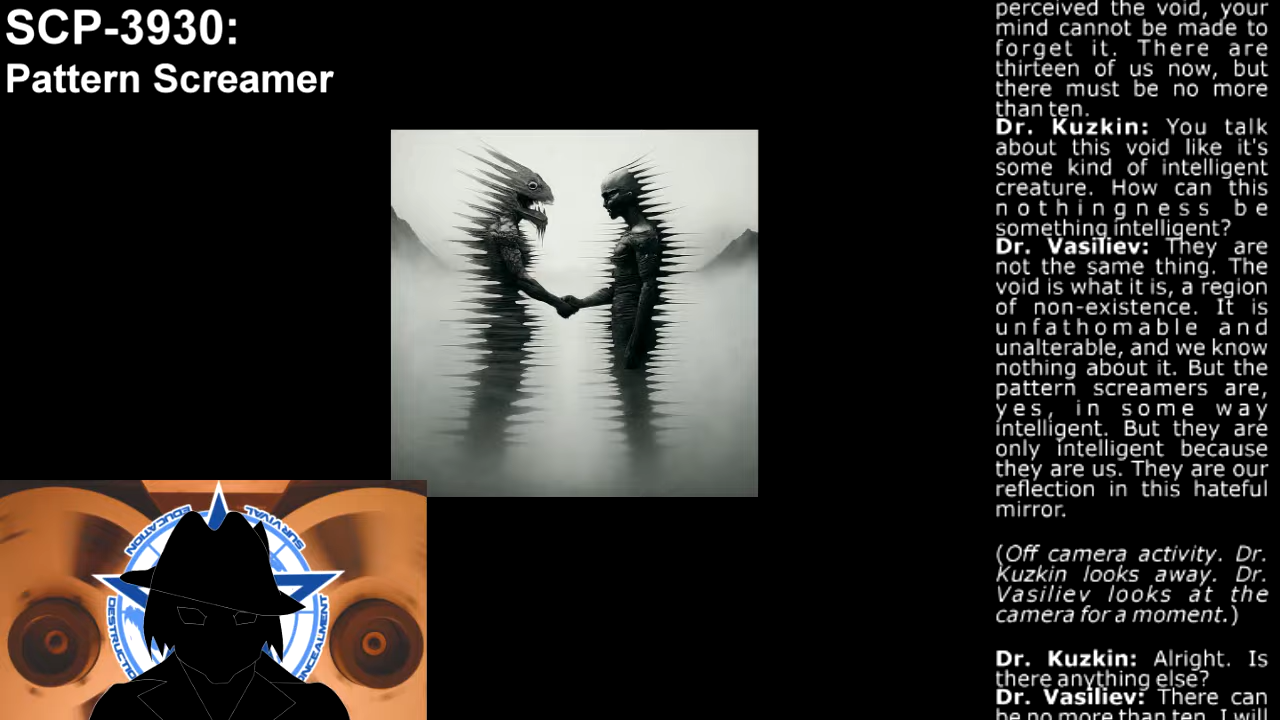 SCP-3930:
Pattern Screamer
perceived the void, your
mind cannot be made to
forget it. There are
thirteen of us now, but
there must be no more
than ten.
Dr. Kuzkin: You talk
about this void like it's
some kind of intelligent
creature. How can this
nothingness be
something intelligent?
Dr. Vasiliev: They are
not the same thing. The
void is what it is, a region
of non-existence. It is
unfathomable and
unalterable, and we know
nothing about it. But the
pattern screamers are,
yes, in some way
intelligent. But they are
only intelligent because
they are us. They are our
reflection in this hateful
mirror.
(Off camera activity. Dr.
Kuzkin looks away. Dr.
Vasiliev looks at the
camera for a moment.)
Dr. Kuzkin: Alright. Is
there anything else?
Dr. Vasiliev: There can
be no more than ten. I will
EDUCATION
SURVIVAL